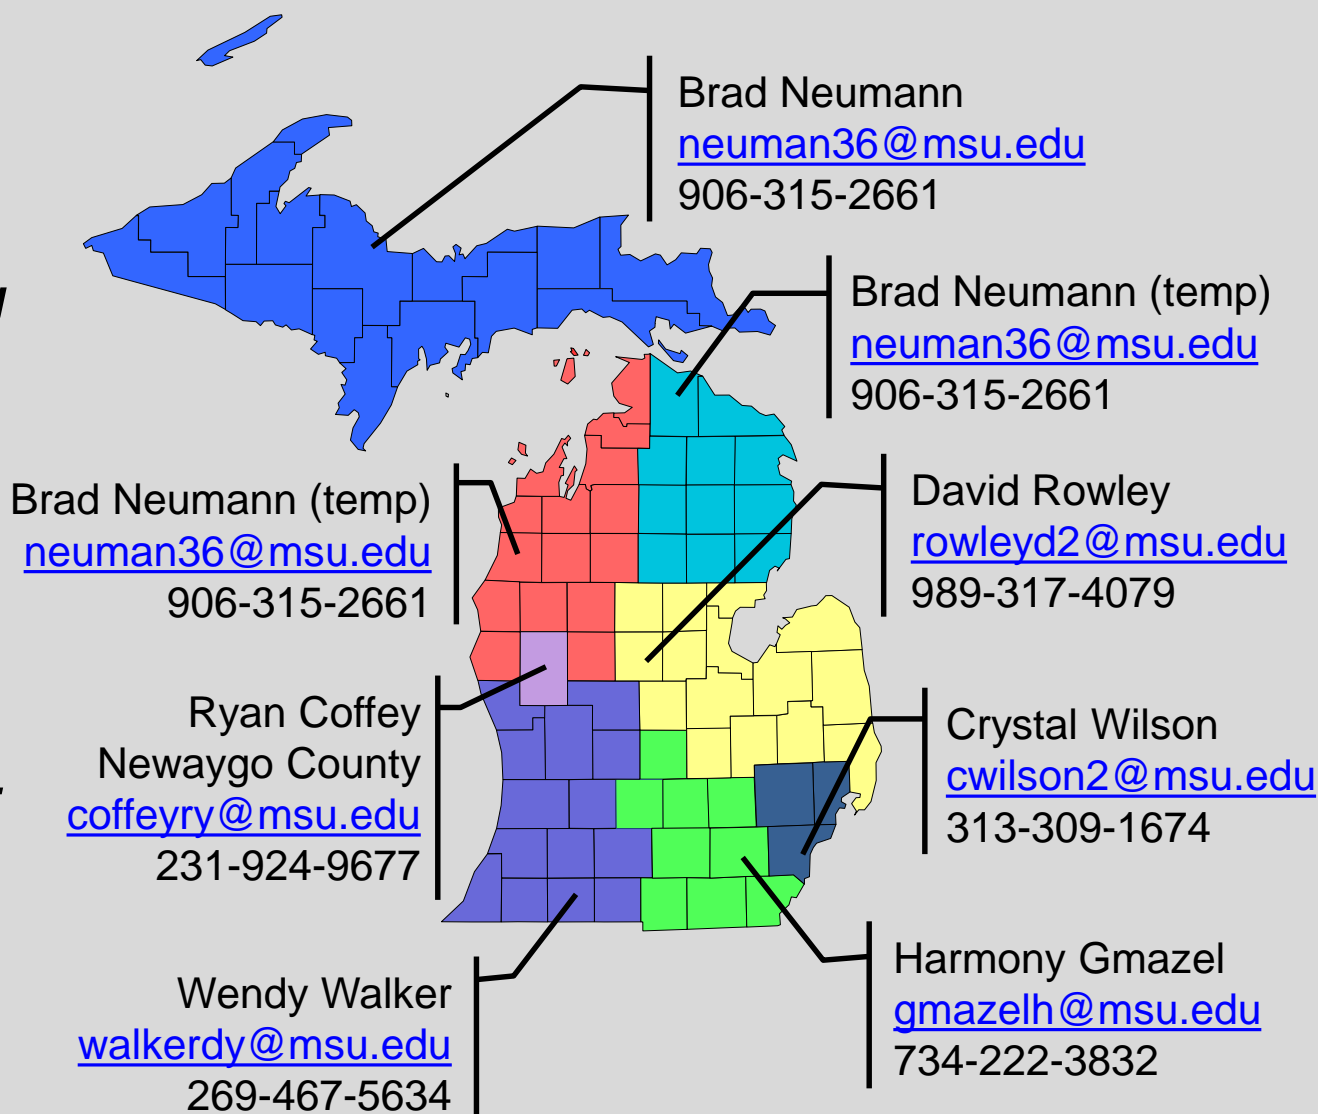 Brad Neumann
neuman36@msu.edu
906-315-2661
Brad Neumann (temp)
neuman36@msu.edu
906-315-2661
Brad Neumann (temp)
neuman36@msu.edu
906-315-2661
David Rowley
rowleyd2@msu.edu
989-317-4079
Ryan Coffey
Newaygo County
coffeyry@msu.edu
231-924-9677
Crystal Wilson
cwilson2@msu.edu
313-309-1674
Harmony Gmazel
gmazelh@msu.edu
734-222-3832
Wendy Walker
walkerdy@msu.edu
269-467-5634